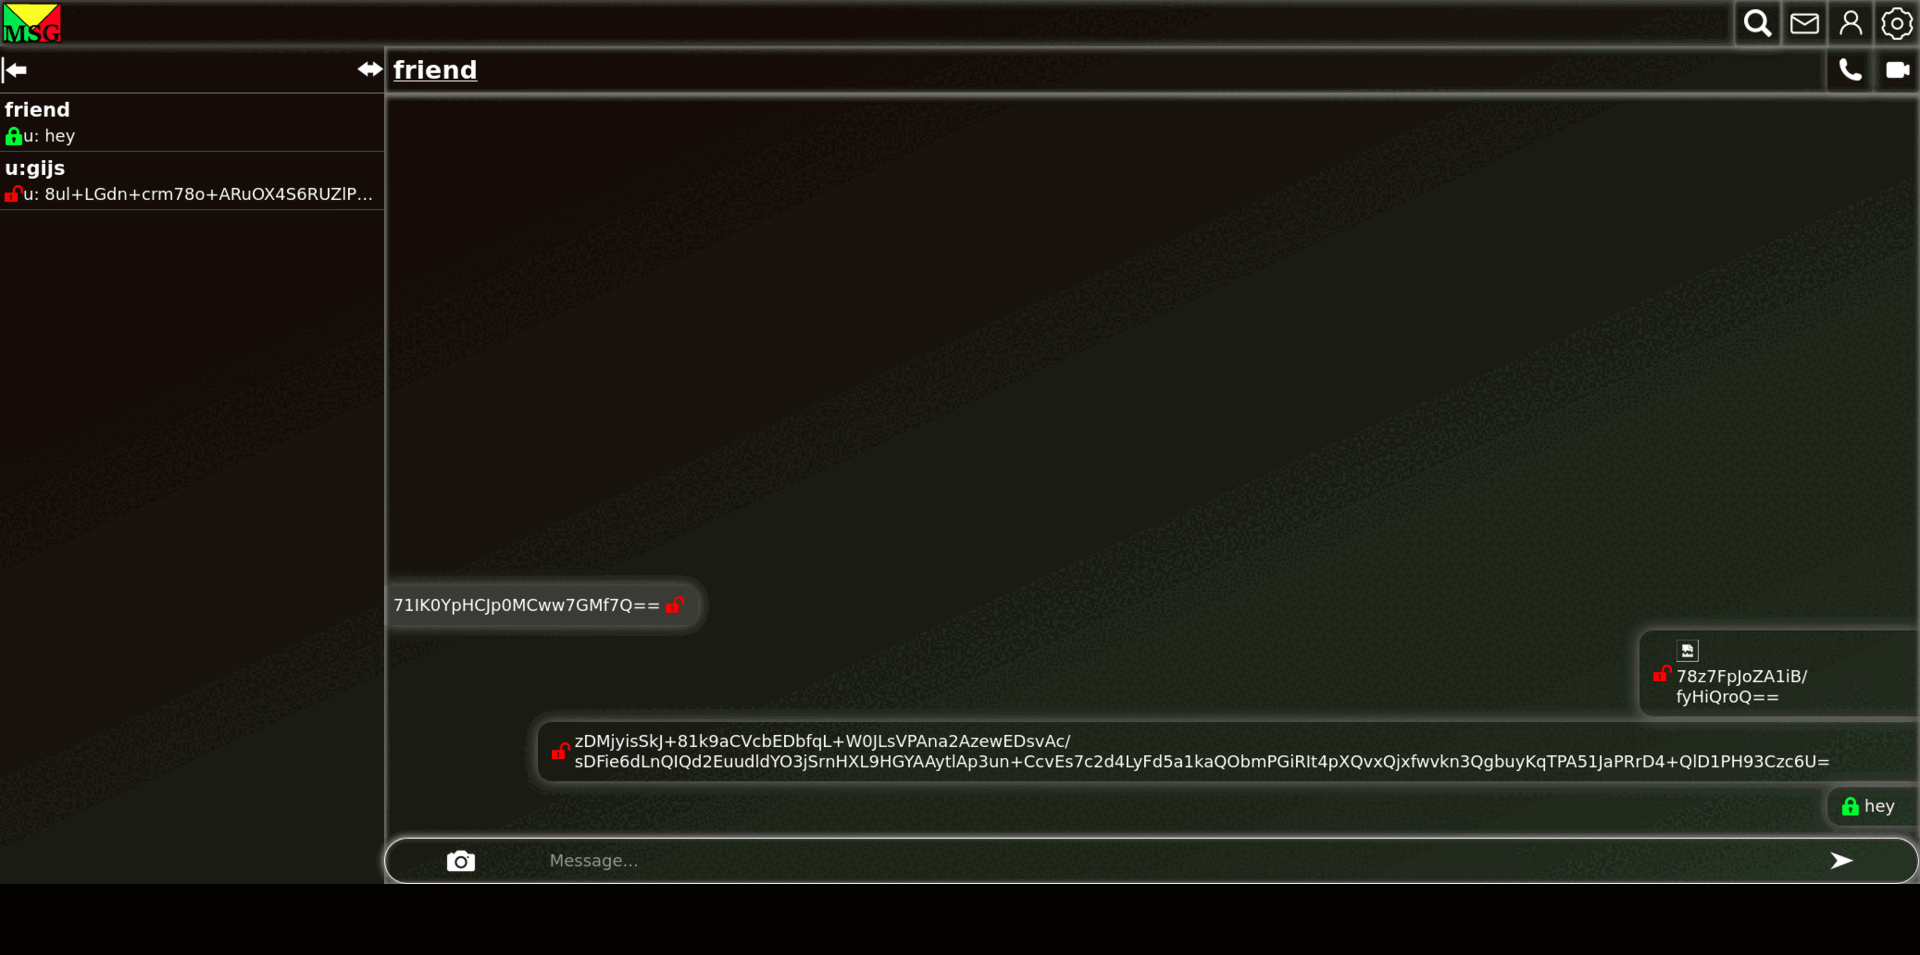 MSG
friend
friend
u: hey
u:gijs
u: 8ul+LGdn+crm78o+ARuOX4S6RUZlP...
71IK0YpHCJp0MCww7GMf7Q==
78z7FpJoZA1iB/
fyHiQroQ==
zDMjyisSkJ+81k9aCVcbEDbfqL+W0JLsVPAna2AzewEDsvAc/
sDFie6dLnQIQd2EuudldYO3jSrnHXL9HGYAAytlAp3un+CcvEs7c2d4LyFd5a1kaQObmPGiRIt4pXQvxQjxfwvkn3QgbuyKqTPA51JaPRrD4+QlD1PH93Czc6U=
hey
Message...